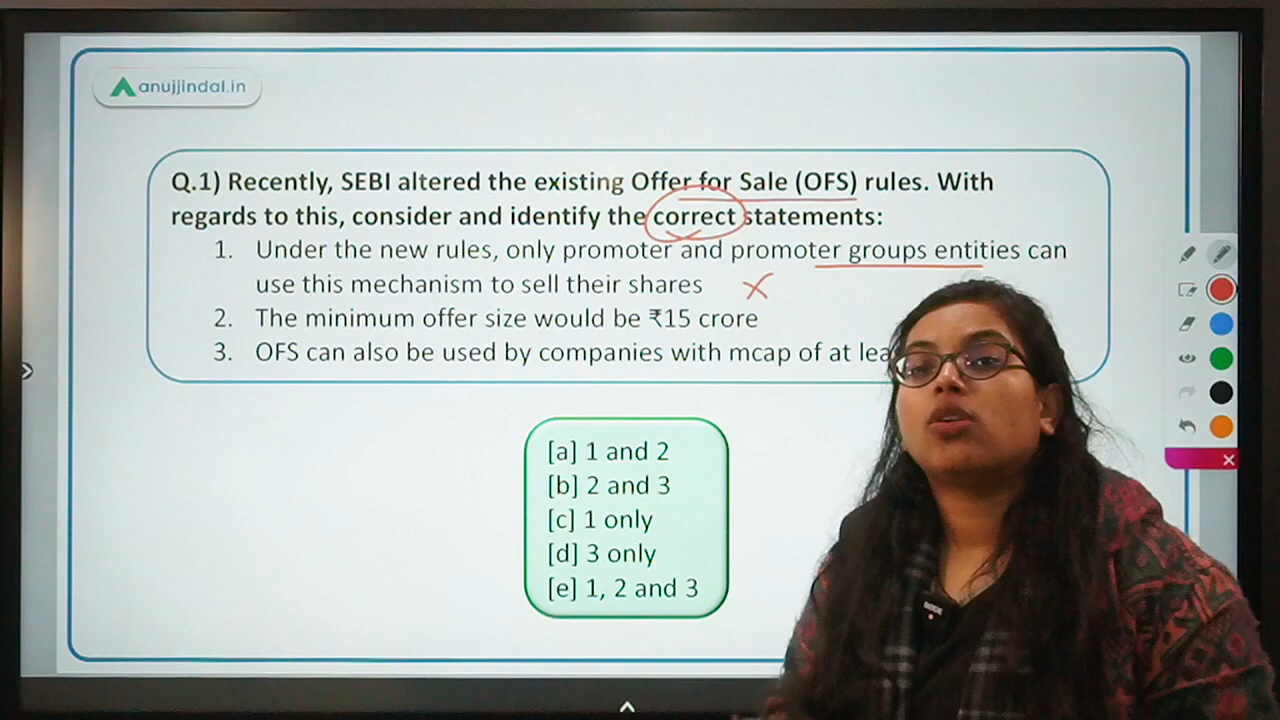 anujjindal.in
Q.1) Recently, SEBI altered the existing Offer for Sale (OFS) rules. With
regards to this, consider and identify the correct statements:
1. Under the new rules, only promoter and promoter groups entities can
use this mechanism to sell their shares
2. The minimum offer size would be ₹15 crore
3. OFS can also be used by companies with mcap of at
[a] 1 and 2
[b] 2 and 3
[c] 1 only
[d] 3 only
[e] 1, 2 and 3